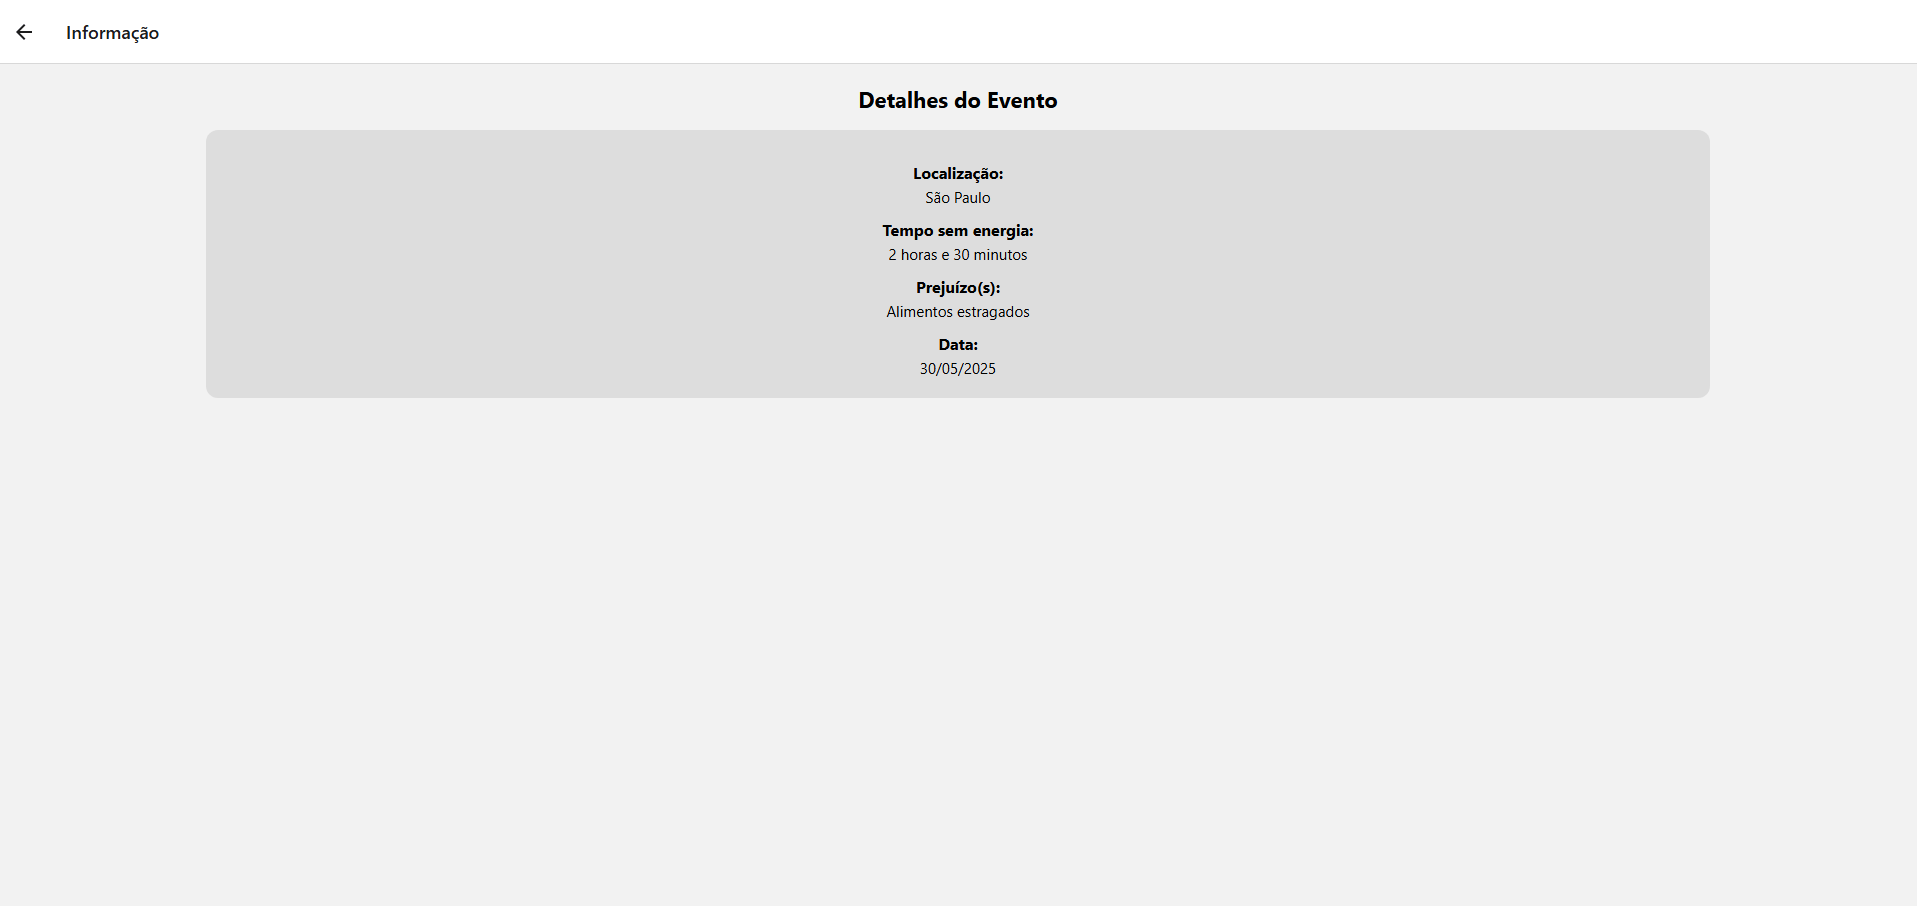 Informação
Detalhes do Evento
Localização:
São Paulo
Tempo sem energia:
2 horas e 30 minutos
Prejuízo(s):
Alimentos estragados
Data:
30/05/2025